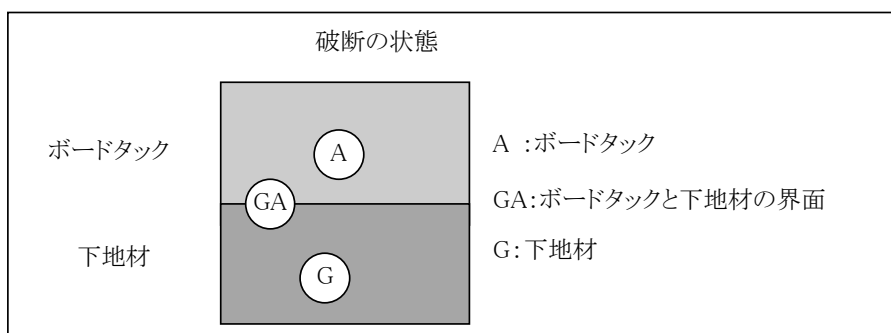 破断の状態
ボードタック
A
A :ボードタック
GA
GA:ボードタックと下地材の界面
下地材
G
G:下地材